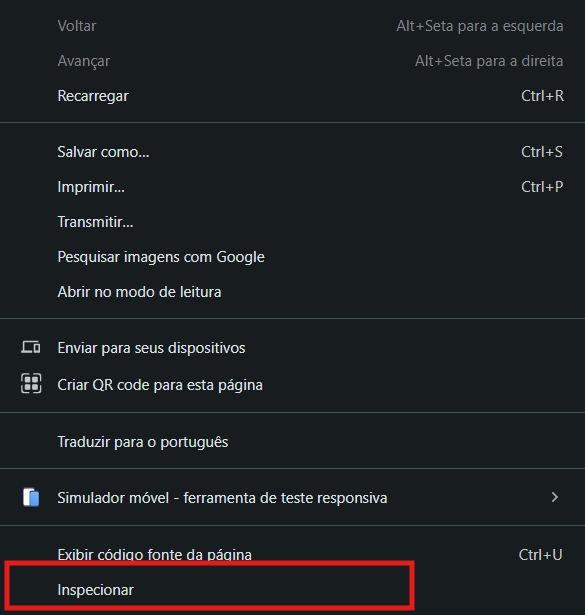 Voltar Alt+Seta para a esquerda
Avançar Alt+Seta para a direita
Recarregar Ctrl+R
Salvar como... Ctrl+S
Imprimir... Ctrl+P
Transmitir...
Pesquisar imagens com Google
Abrir no modo de leitura
Enviar para seus dispositivos
Criar QR code para esta página
Traduzir para o português
Simulador móvel - ferramenta de teste responsiva
Exibir código fonte da página Ctrl+U
Inspecionar